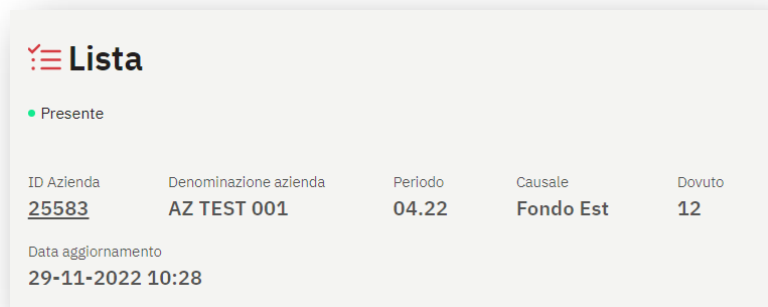 Lista
Presente
ID Azienda Denominazione azienda Periodo Causale Dovuto
25583 AZ TEST 001 04.22 Fondo Est 12
Data aggiornamento
29-11-2022 10:28